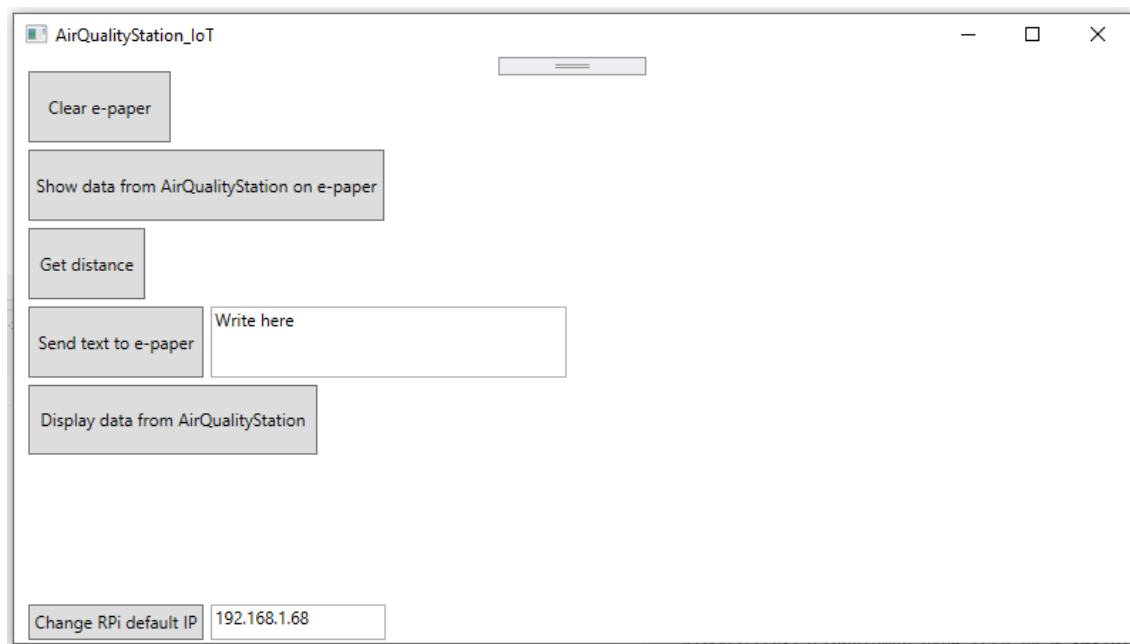 AirQualityStation_IoT
Clear e-paper
Show data from AirQualityStation on e-paper
Get distance
Send text to e-paper
Write here
Display data from AirQualityStation
Change RPi default IP
192.168.1.68